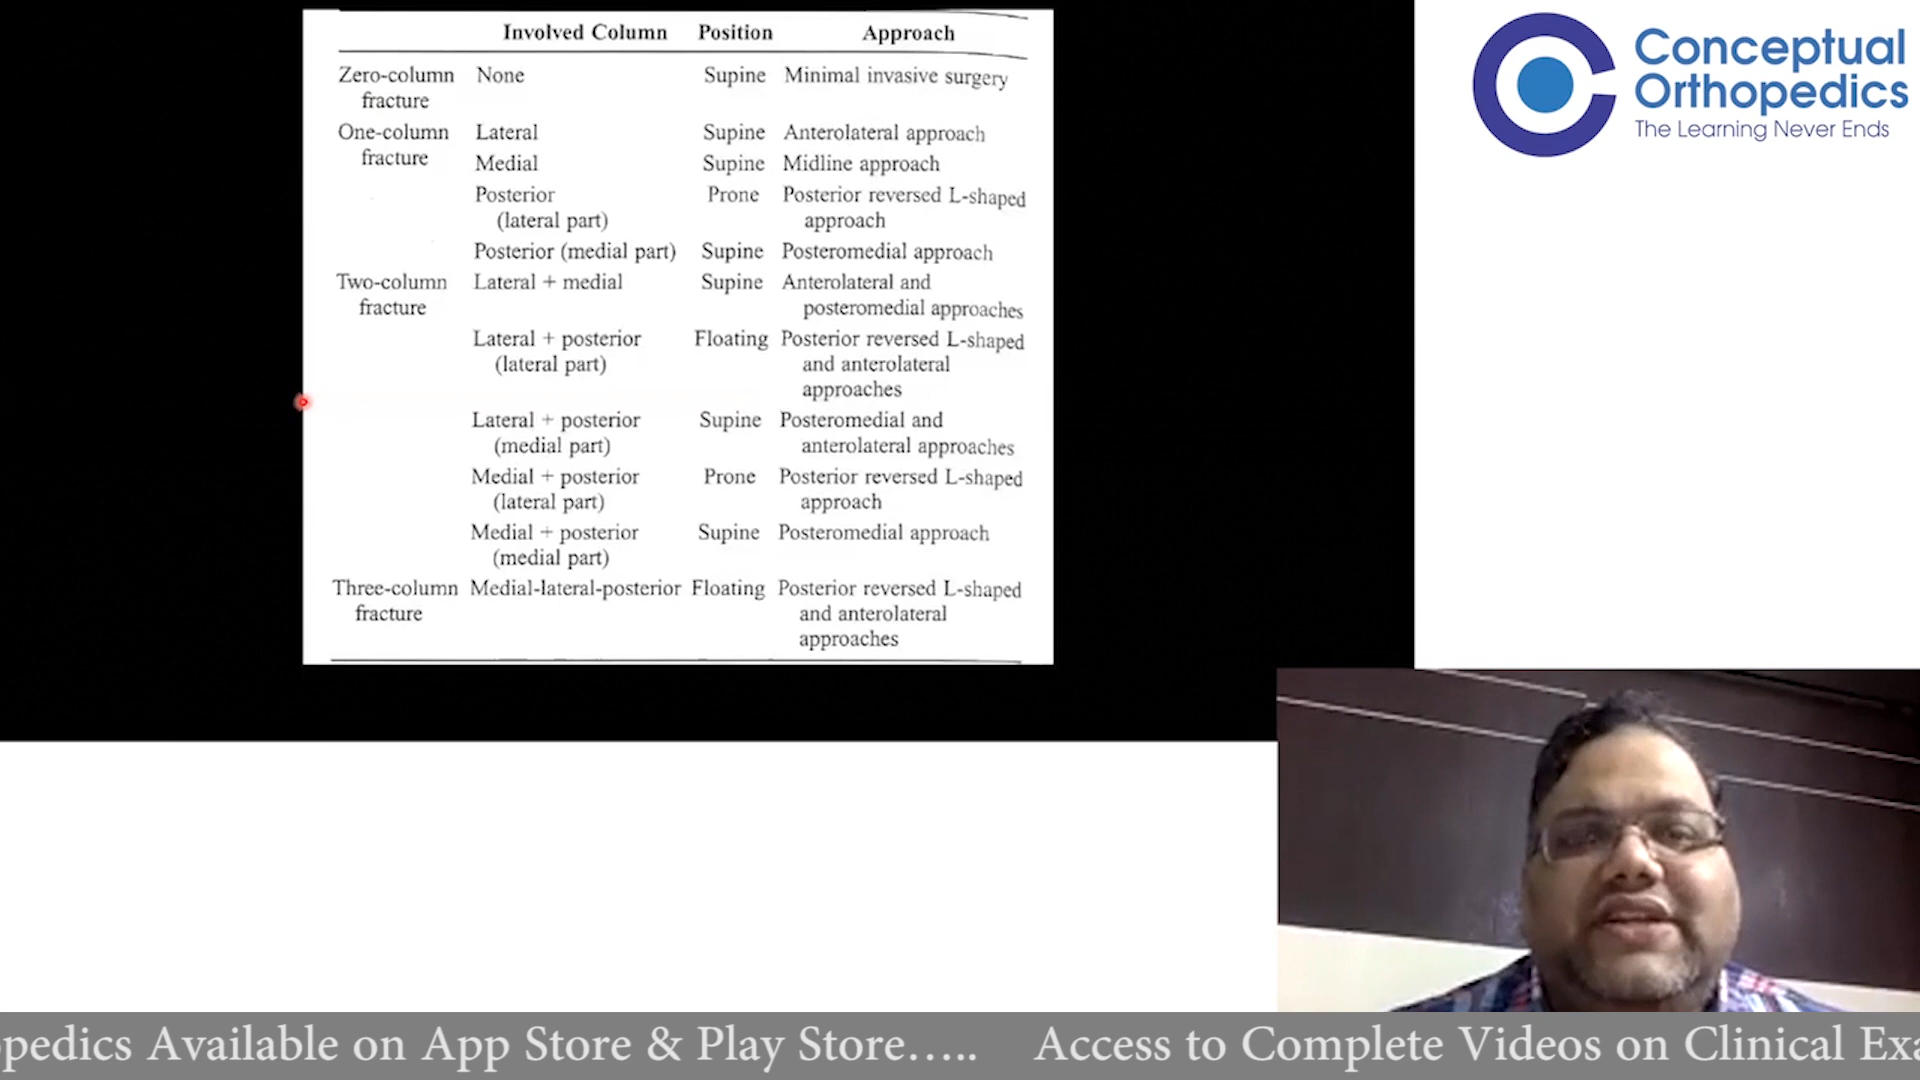 Involved Column Position Approach
Zero-column None Supine Minimal invasive surgery
fracture
One-column Lateral Supine Anterolateral approach
fracture
Medial Supine Midline approach
Posterior Prone Posterior reversed L-shaped
(lateral part) approach
Posterior (medial part) Supine Posteromedial approach
Two-column Lateral + medial Supine Anterolateral and
fracture posteromedial approaches
Lateral + posterior Floating Posterior reversed L-shaped
(lateral part) and anterolateral
approaches
Lateral + posterior Supine Posteromedial and
(medial part) anterolateral approaches
Medial + posterior Prone Posterior reversed L-shaped
(lateral part) approach
Medial + posterior Supine Posteromedial approach
(medial part)
Three-column Medial-lateral-posterior Floating Posterior reversed L-shaped
fracture and anterolateral
approaches
Conceptual
Orthopedics
The Learning Never Ends
pedics Available on App Store & Play Store..... Access to Complete Videos on Clinical Exa